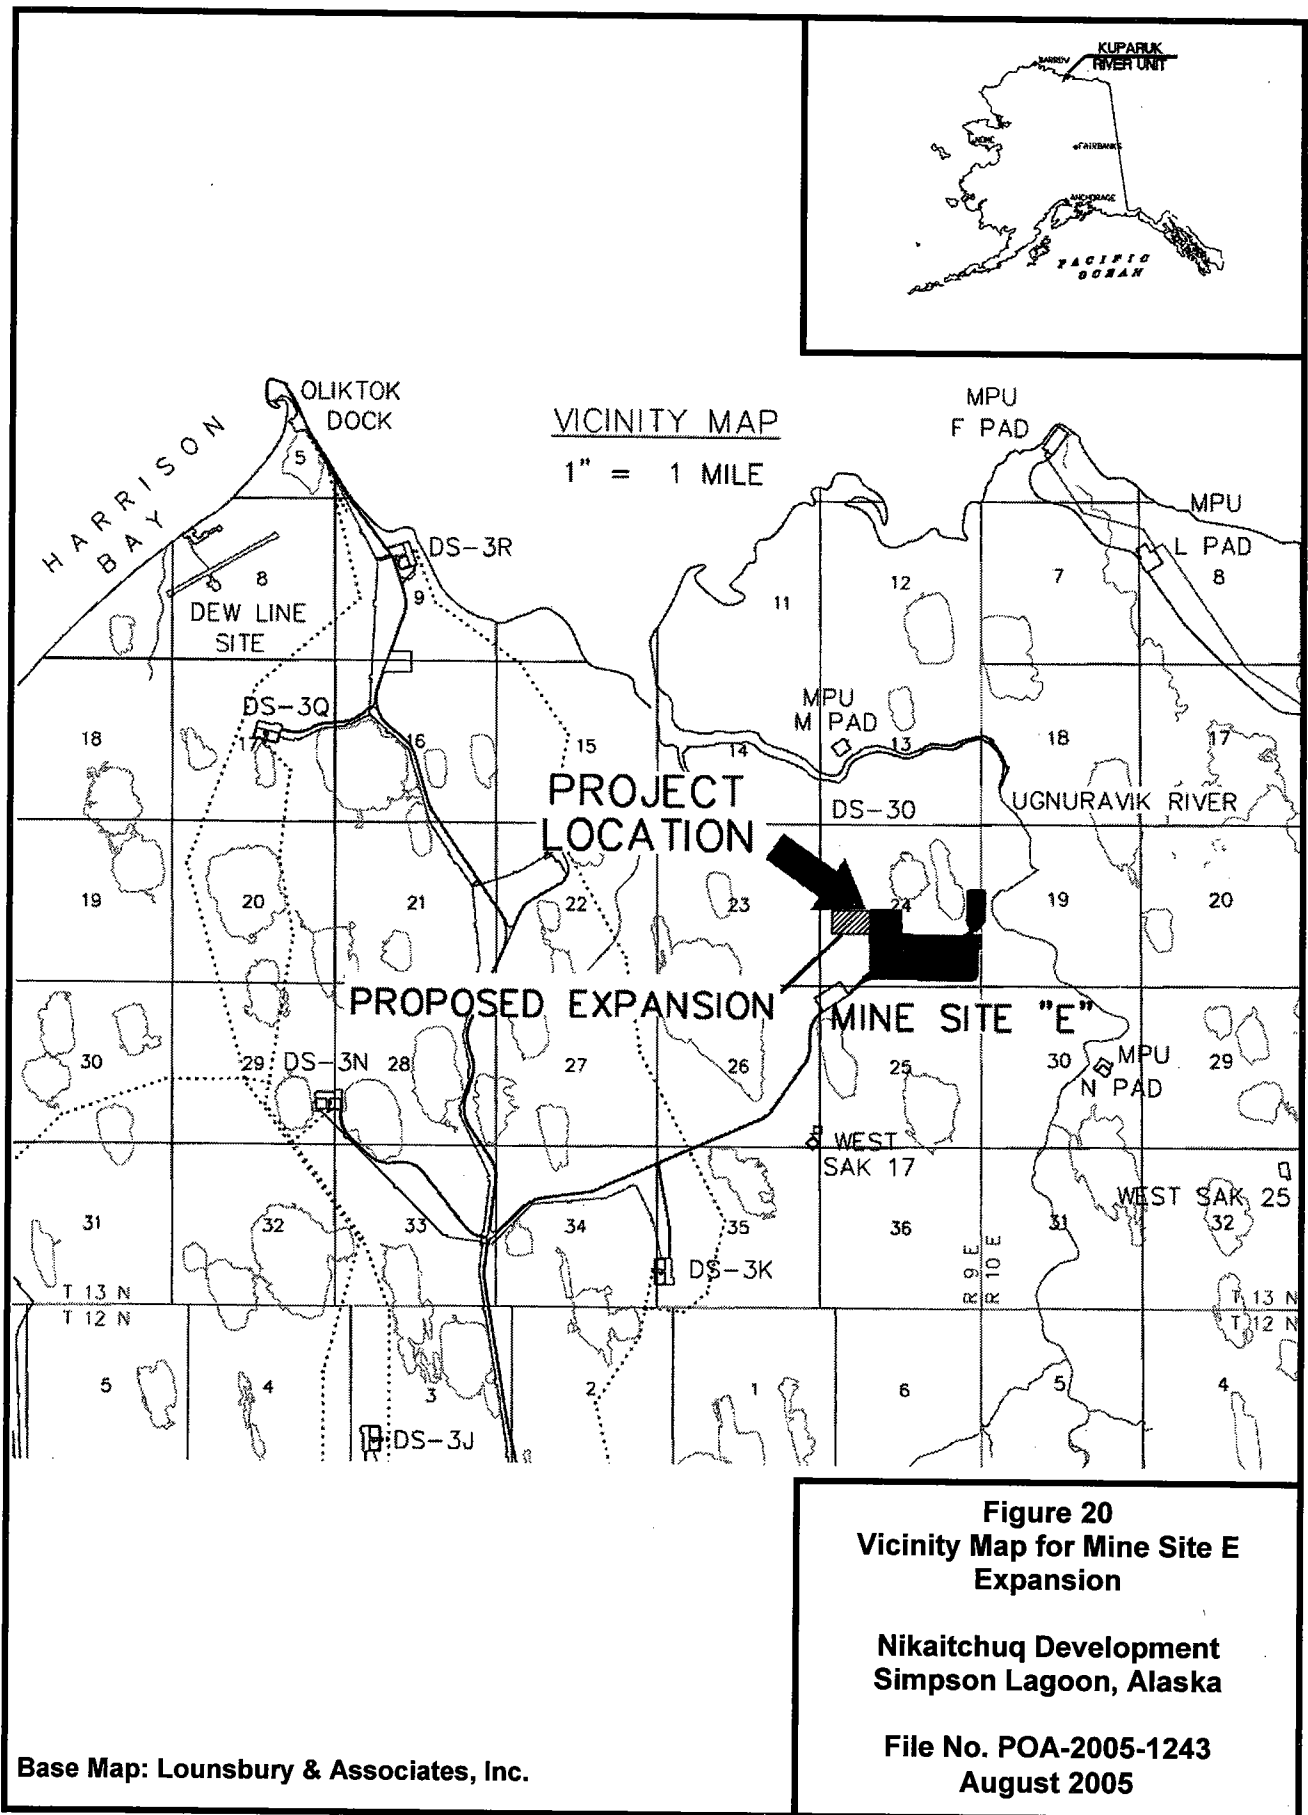 KUPARUK
RIVER UNIT
BARROW
NOME
FAIRBANKS
ANCHORAGE
PACIFIC
OCEAN
OLIKTOK
DOCK
VICINITY MAP
1" = 1 MILE
MPU
F PAD
HARRISON
BAY
5
MPU
L PAD
DS-3R
8
9
11
12
7
8
DEW LINE
SITE
DS-3Q
MPU
M PAD
18
17
16
15
14
13
18
17
PROJECT
LOCATION
DS-30
UGNURAVIK RIVER
19
20
21
22
23
24
19
20
PROPOSED EXPANSION
MINE SITE "E"
30
29
DS-3N
28
27
26
25
30
MPU
N PAD
29
WEST
SAK 17
WEST SAK 25
31
32
33
34
35
36
31
32
DS-3K
R 9 E
R 10 E
T 13 N
T 12 N
T 13 N
T 12 N
5
4
3
2
1
6
5
4
DS-3J
Figure 20
Vicinity Map for Mine Site E
Expansion
Nikaitchuq Development
Simpson Lagoon, Alaska
File No. POA-2005-1243
August 2005
Base Map: Lounsbury & Associates, Inc.